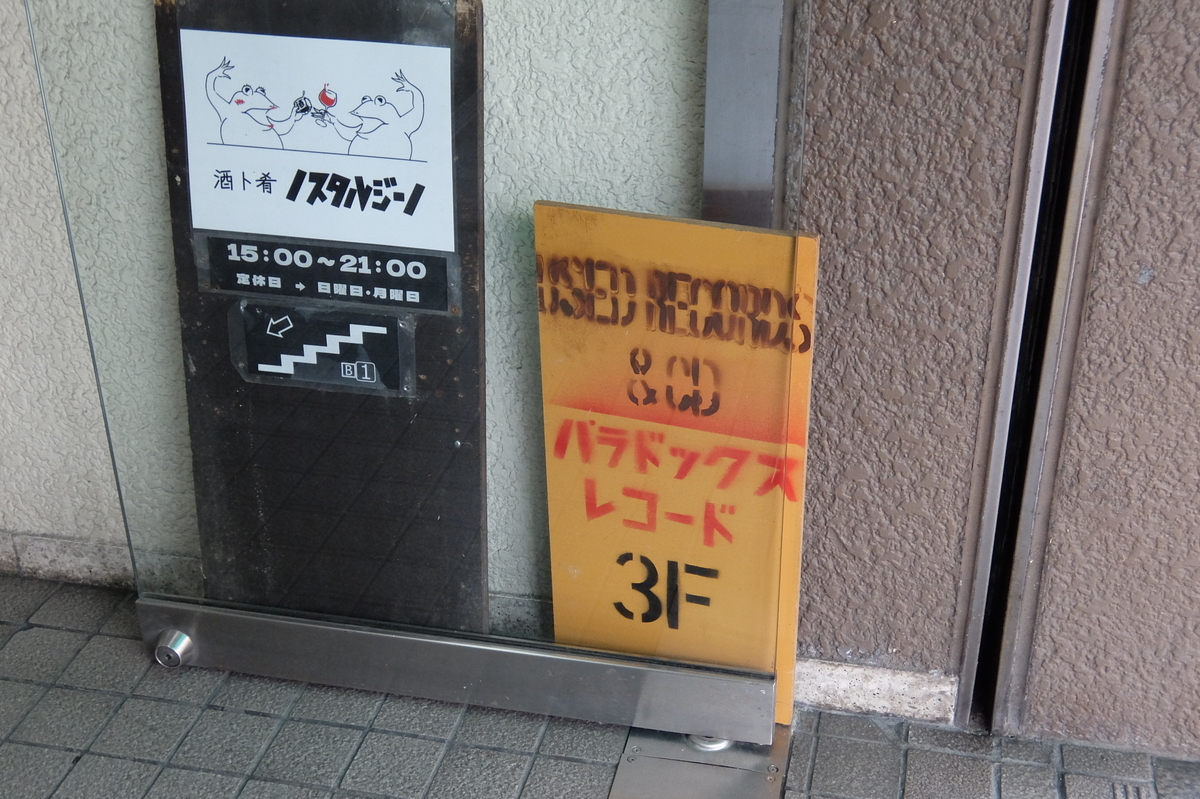 酒ト肴 ノスタルジーノ
15:00〜21:00
定休日 → 日曜日・月曜日
B1
USED RECORDS
& CD
パラドックス
レコード
3F